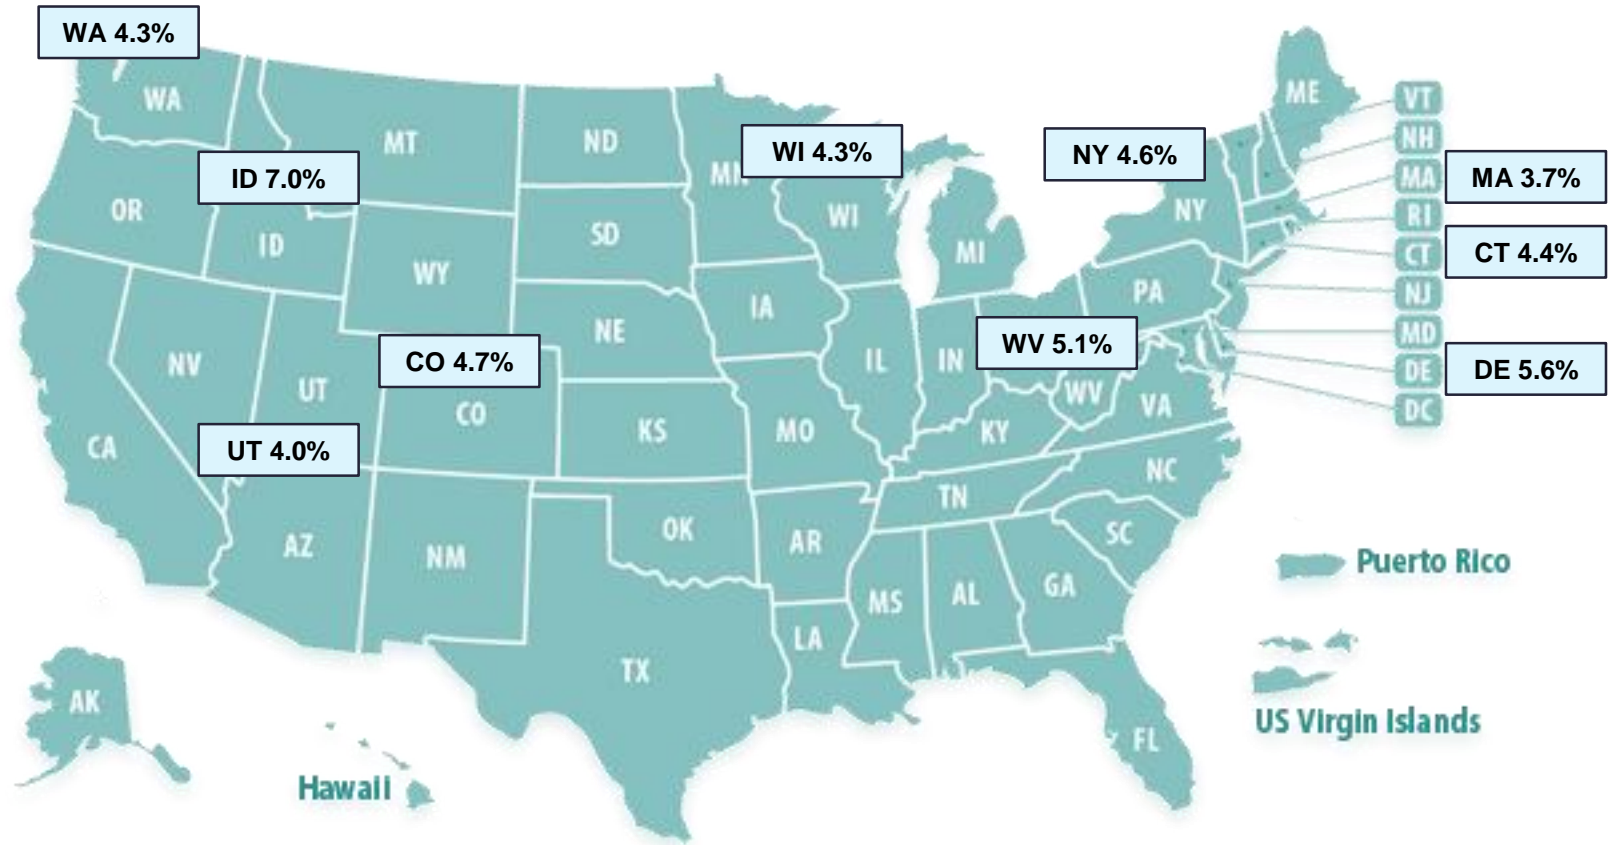 WA 4.3%
WA
MT
ND
MN
WI 4.3%
NY 4.6%
ME
VT
NH
MA
MA 3.7%
RI
CT
CT 4.4%
NJ
MD
DE
DE 5.6%
DC
ID 7.0%
OR
ID
WY
SD
WI
MI
NY
PA
IA
NE
NV
UT
CO 4.7%
CO
IL
IN
WV 5.1%
WV
VA
CA
UT 4.0%
KS
MO
KY
NC
TN
SC
AZ
NM
OK
AR
MS
AL
GA
LA
TX
FL
AK
Hawaii
Puerto Rico
US Virgin Islands